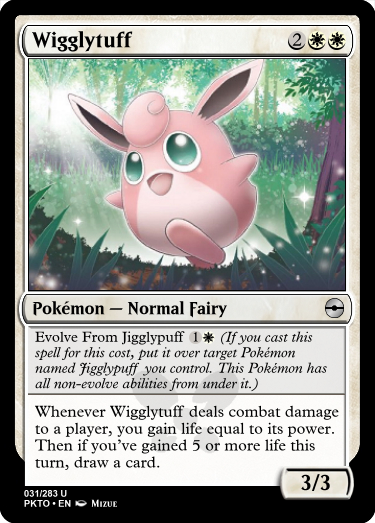 Wigglytuff 2
Pokémon — Normal Fairy
Evolve From Jigglypuff 1 (If you cast this
spell for this cost, put it over target Pokémon
named Jigglypuff you control. This Pokémon has
all non-evolve abilities from under it.)
Whenever Wigglytuff deals combat damage
to a player, you gain life equal to its power.
Then if you've gained 5 or more life this
turn, draw a card.
3/3
031/283 U
PKTO • EN Mizue